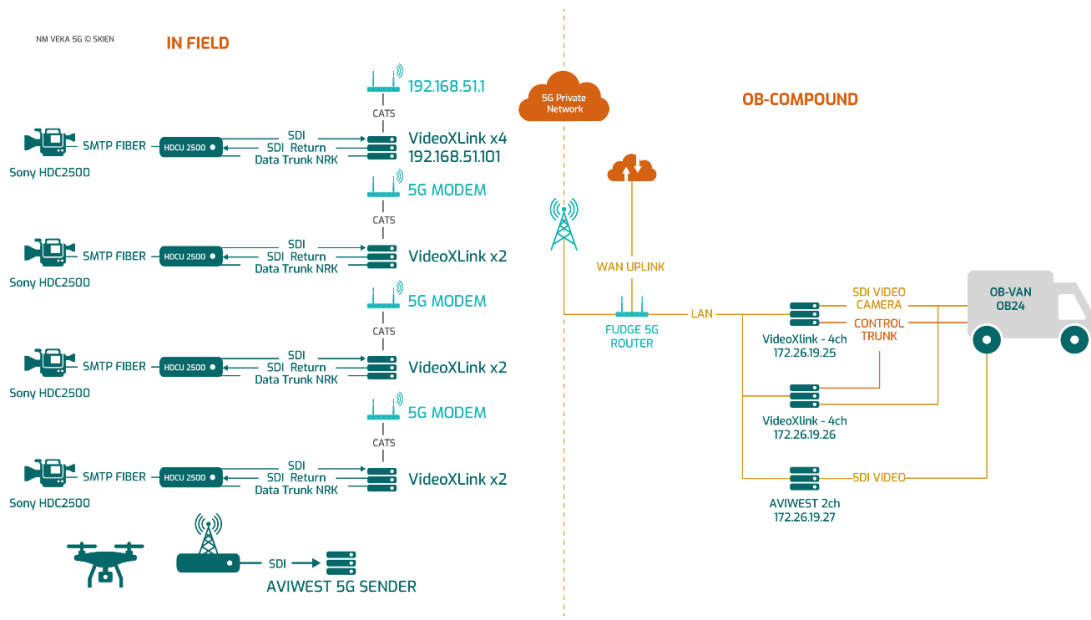 NM VEKA 5G © SKIEN
IN FIELD
192.168.51.1
CAT5
Sony HDC2500
SMTP FIBER
HDCU 2500
SDI
SDI Return
Data Trunk NRK
VideoXLink x4
192.168.51.101
5G MODEM
CAT5
Sony HDC2500
SMTP FIBER
HDCU 2500
SDI
SDI Return
Data Trunk NRK
VideoXLink x2
5G MODEM
CAT5
Sony HDC2500
SMTP FIBER
HDCU 2500
SDI
SDI Return
Data Trunk NRK
VideoXLink x2
5G MODEM
CAT5
Sony HDC2500
SMTP FIBER
HDCU 2500
SDI
SDI Return
Data Trunk NRK
VideoXLink x2
SDI
AVIWEST 5G SENDER
5G Private
Network
OB-COMPOUND
WAN UPLINK
FUDGE 5G
ROUTER
LAN
SDI VIDEO
CAMERA
CONTROL
TRUNK
VideoXlink - 4ch
172.26.19.25
VideoXlink - 4ch
172.26.19.26
SDI VIDEO
AVIWEST 2ch
172.26.19.27
OB-VAN
OB24